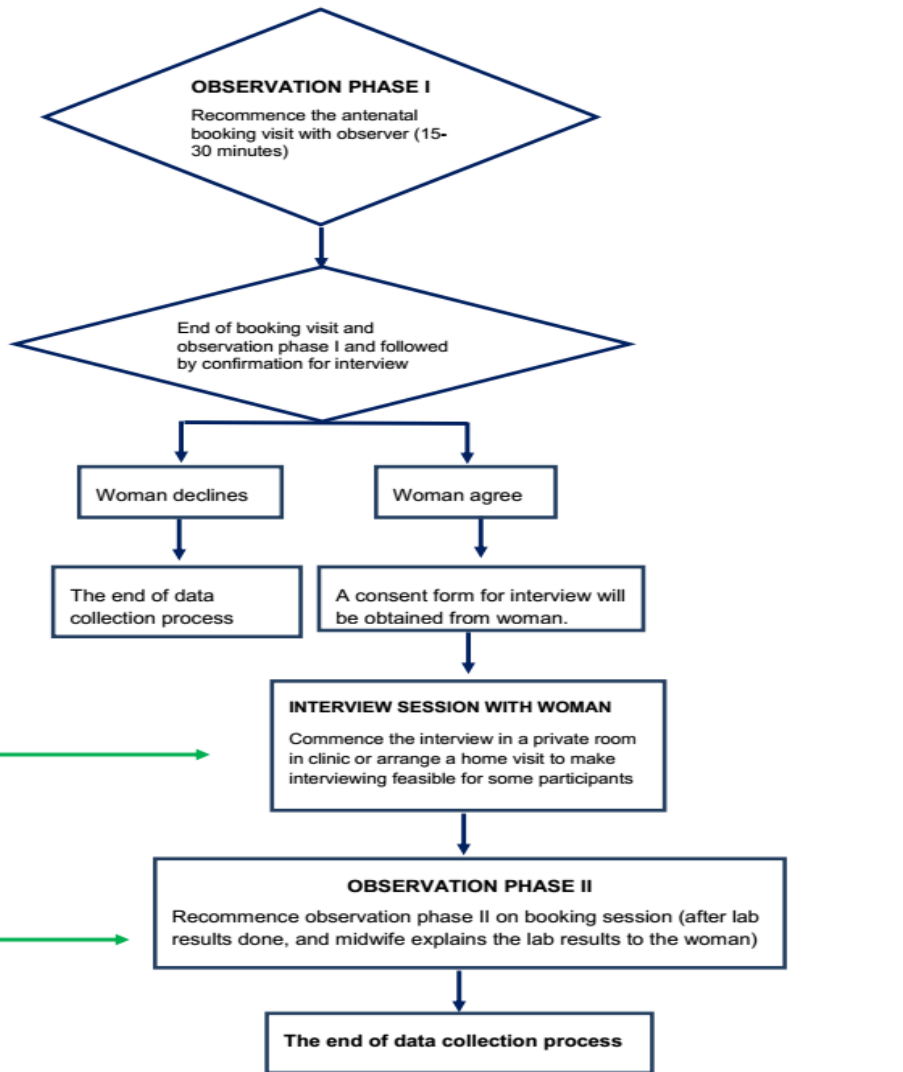 OBSERVATION PHASE I
Recommence the antenatal
booking visit with observer (15-
30 minutes)
End of booking visit and
observation phase I and followed
by confirmation for interview
Woman declines
Woman agree
The end of data
collection process
A consent form for interview will
be obtained from woman.
INTERVIEW SESSION WITH WOMAN
Commence the interview in a private room
in clinic or arrange a home visit to make
interviewing feasible for some participants
OBSERVATION PHASE II
Recommence observation phase II on booking session (after lab
results done, and midwife explains the lab results to the woman)
The end of data collection process